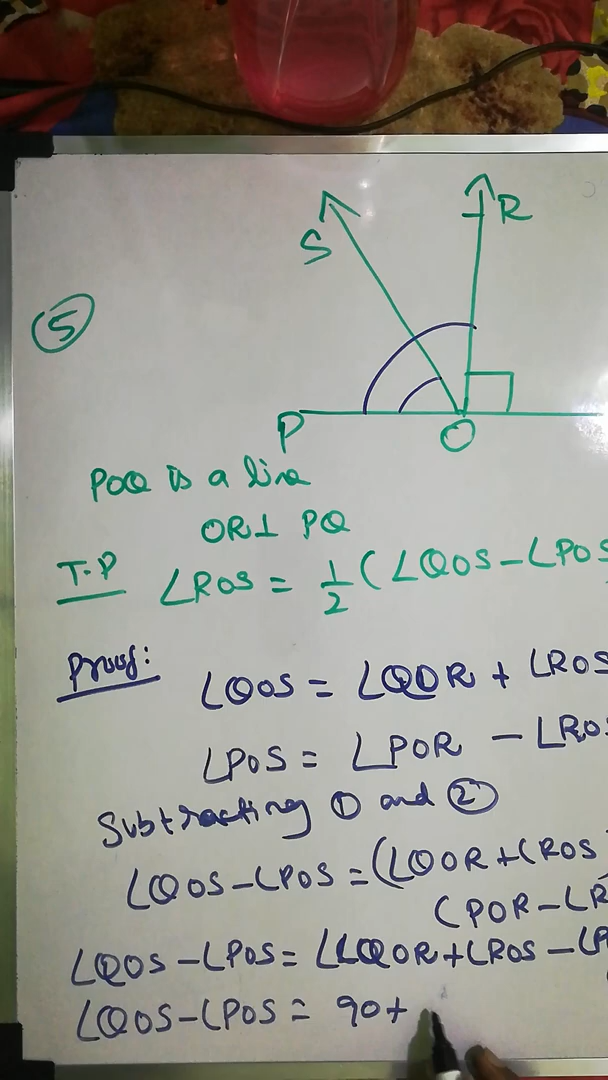 R
S
⑤
P
O
POQ is a line
OR⊥ PQ
T.P ∠ROS = 1/2 (∠QOS-∠POS
Proof:
∠QOS = ∠QOR + ∠ROS
∠POS = ∠POR - ∠ROS
Subtracting ① and ②
∠QOS-∠POS = (∠QOR+∠ROS)
(POR-∠R
∠QOS-∠POS = ∠∠QOR+∠ROS-∠P
∠QOS-∠POS = 90+